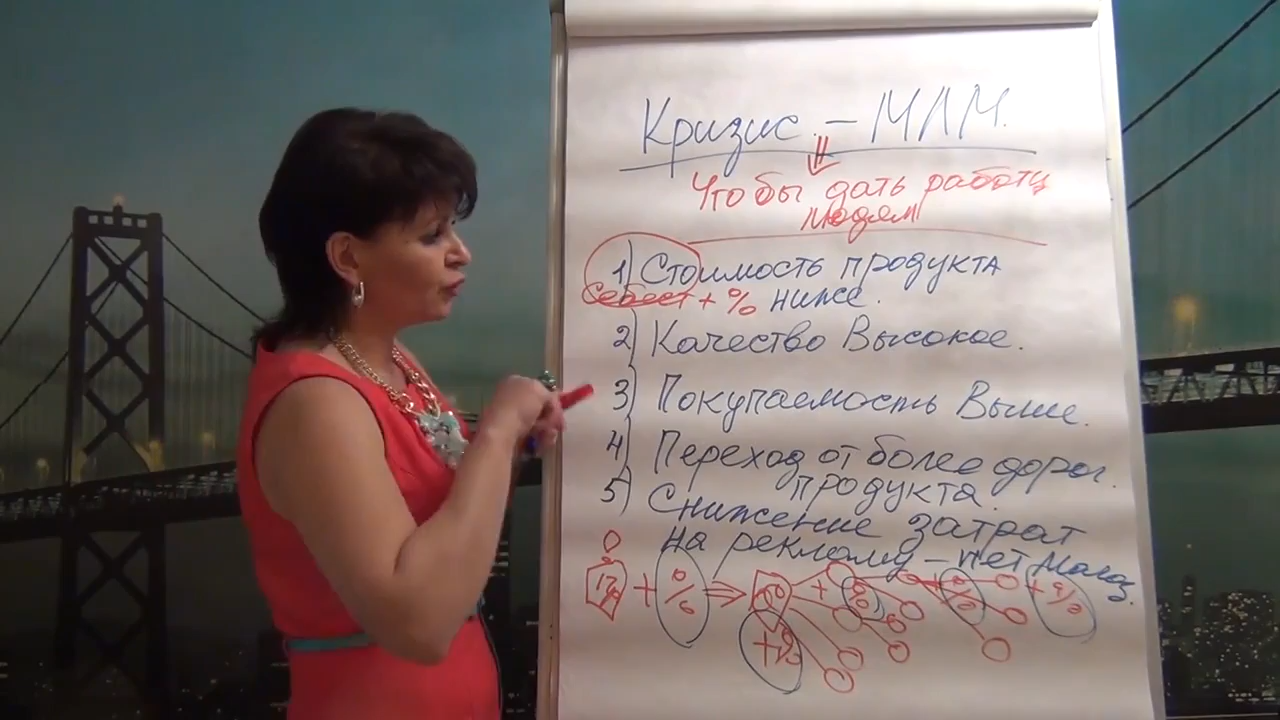 Кризис – МЛМ.
Что бы дать работу
людям
1) Стоимость продукта
Себест + % ниже.
2) Качество Высокое.
3) Покупаемость Выше.
4) Переход от более дорог.
продукта.
5) Снижение затрат
на рекламу – нет магаз.
+ % ⇒ + % + % + %
+ %